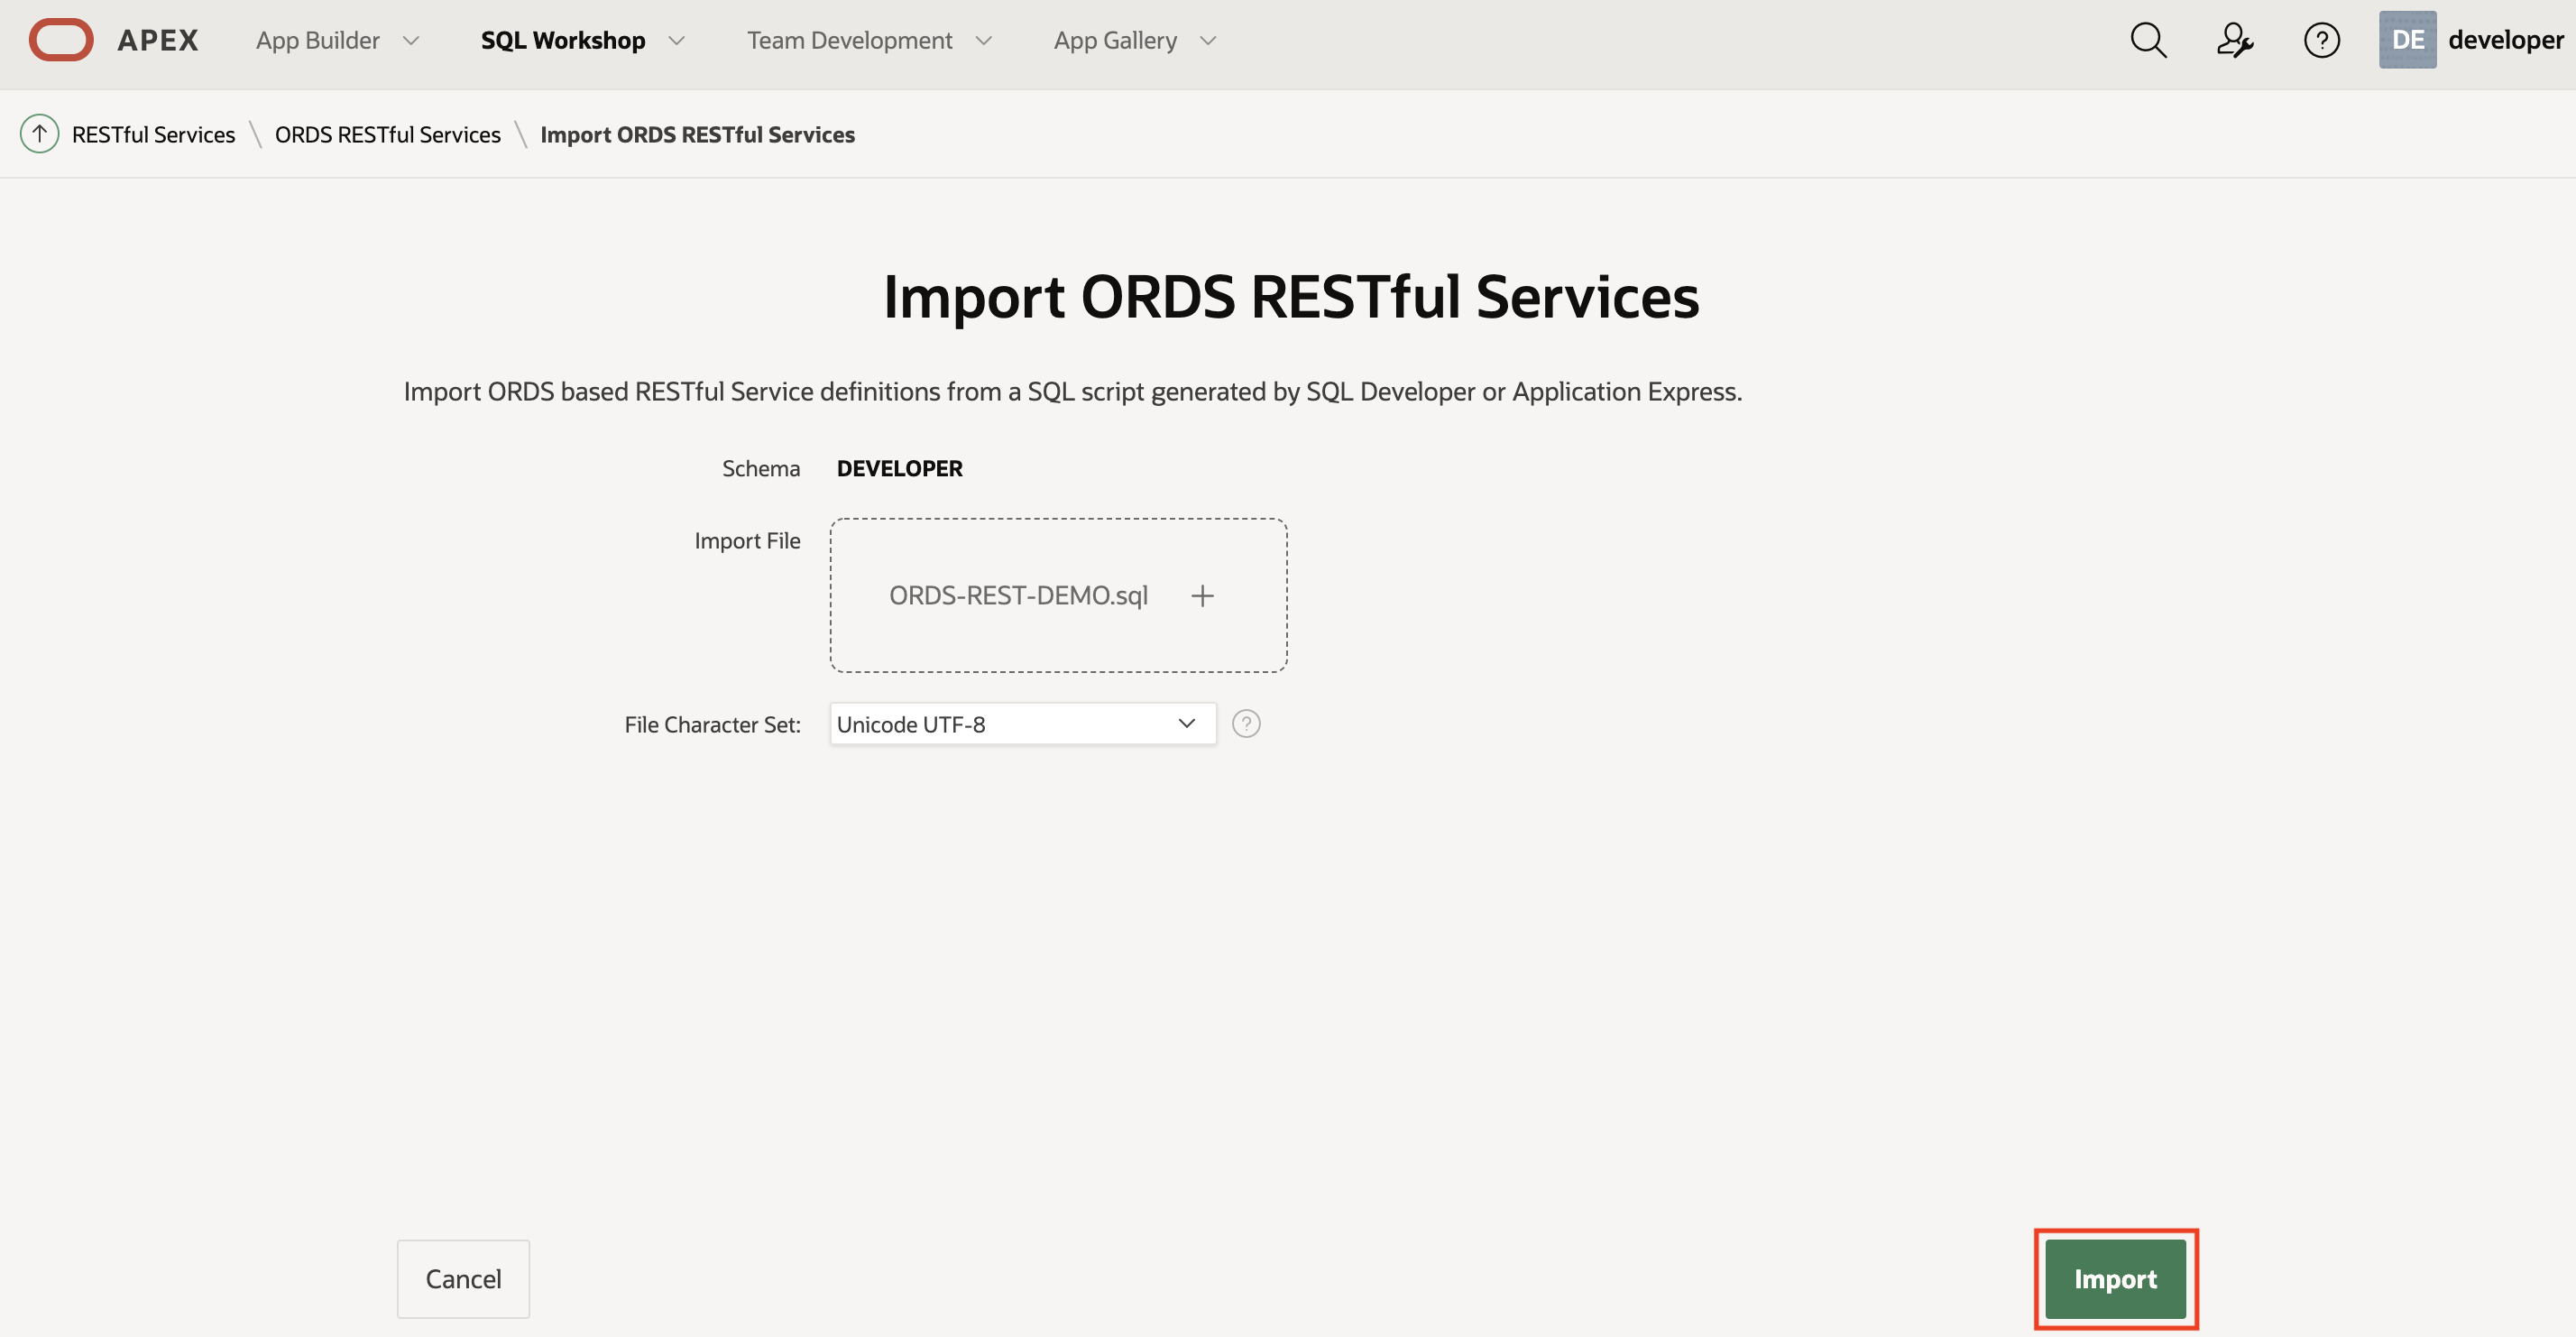 APEX App Builder SQL Workshop Team Development App Gallery ? DE developer
RESTful Services \ ORDS RESTful Services \ Import ORDS RESTful Services
Import ORDS RESTful Services
Import ORDS based RESTful Service definitions from a SQL script generated by SQL Developer or Application Express.
Schema DEVELOPER
Import File
ORDS-REST-DEMO.sql +
File Character Set: Unicode UTF-8 ?
Cancel Import